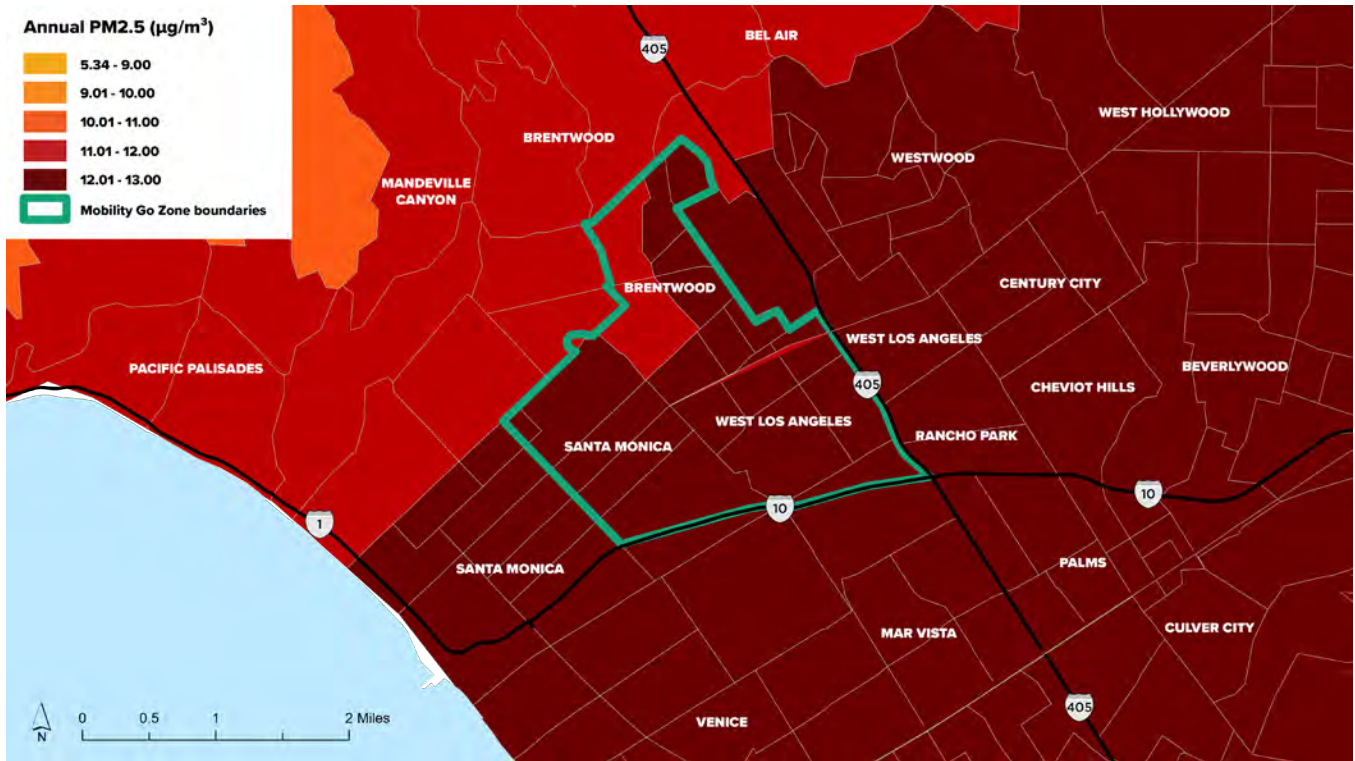 Annual PM2.5 (µg/m³)
5.34 - 9.00
9.01 - 10.00
10.01 - 11.00
11.01 - 12.00
12.01 - 13.00
Mobility Go Zone boundaries
405
BEL AIR
WEST HOLLYWOOD
BRENTWOOD
WESTWOOD
MANDEVILLE
CANYON
BRENTWOOD
CENTURY CITY
WEST LOS ANGELES
PACIFIC PALISADES
BEVERLYWOOD
405
CHEVIOT HILLS
WEST LOS ANGELES
RANCHO PARK
SANTA MONICA
10
10
1
SANTA MONICA
PALMS
MAR VISTA
CULVER CITY
405
VENICE
N
0 0.5 1 2 Miles